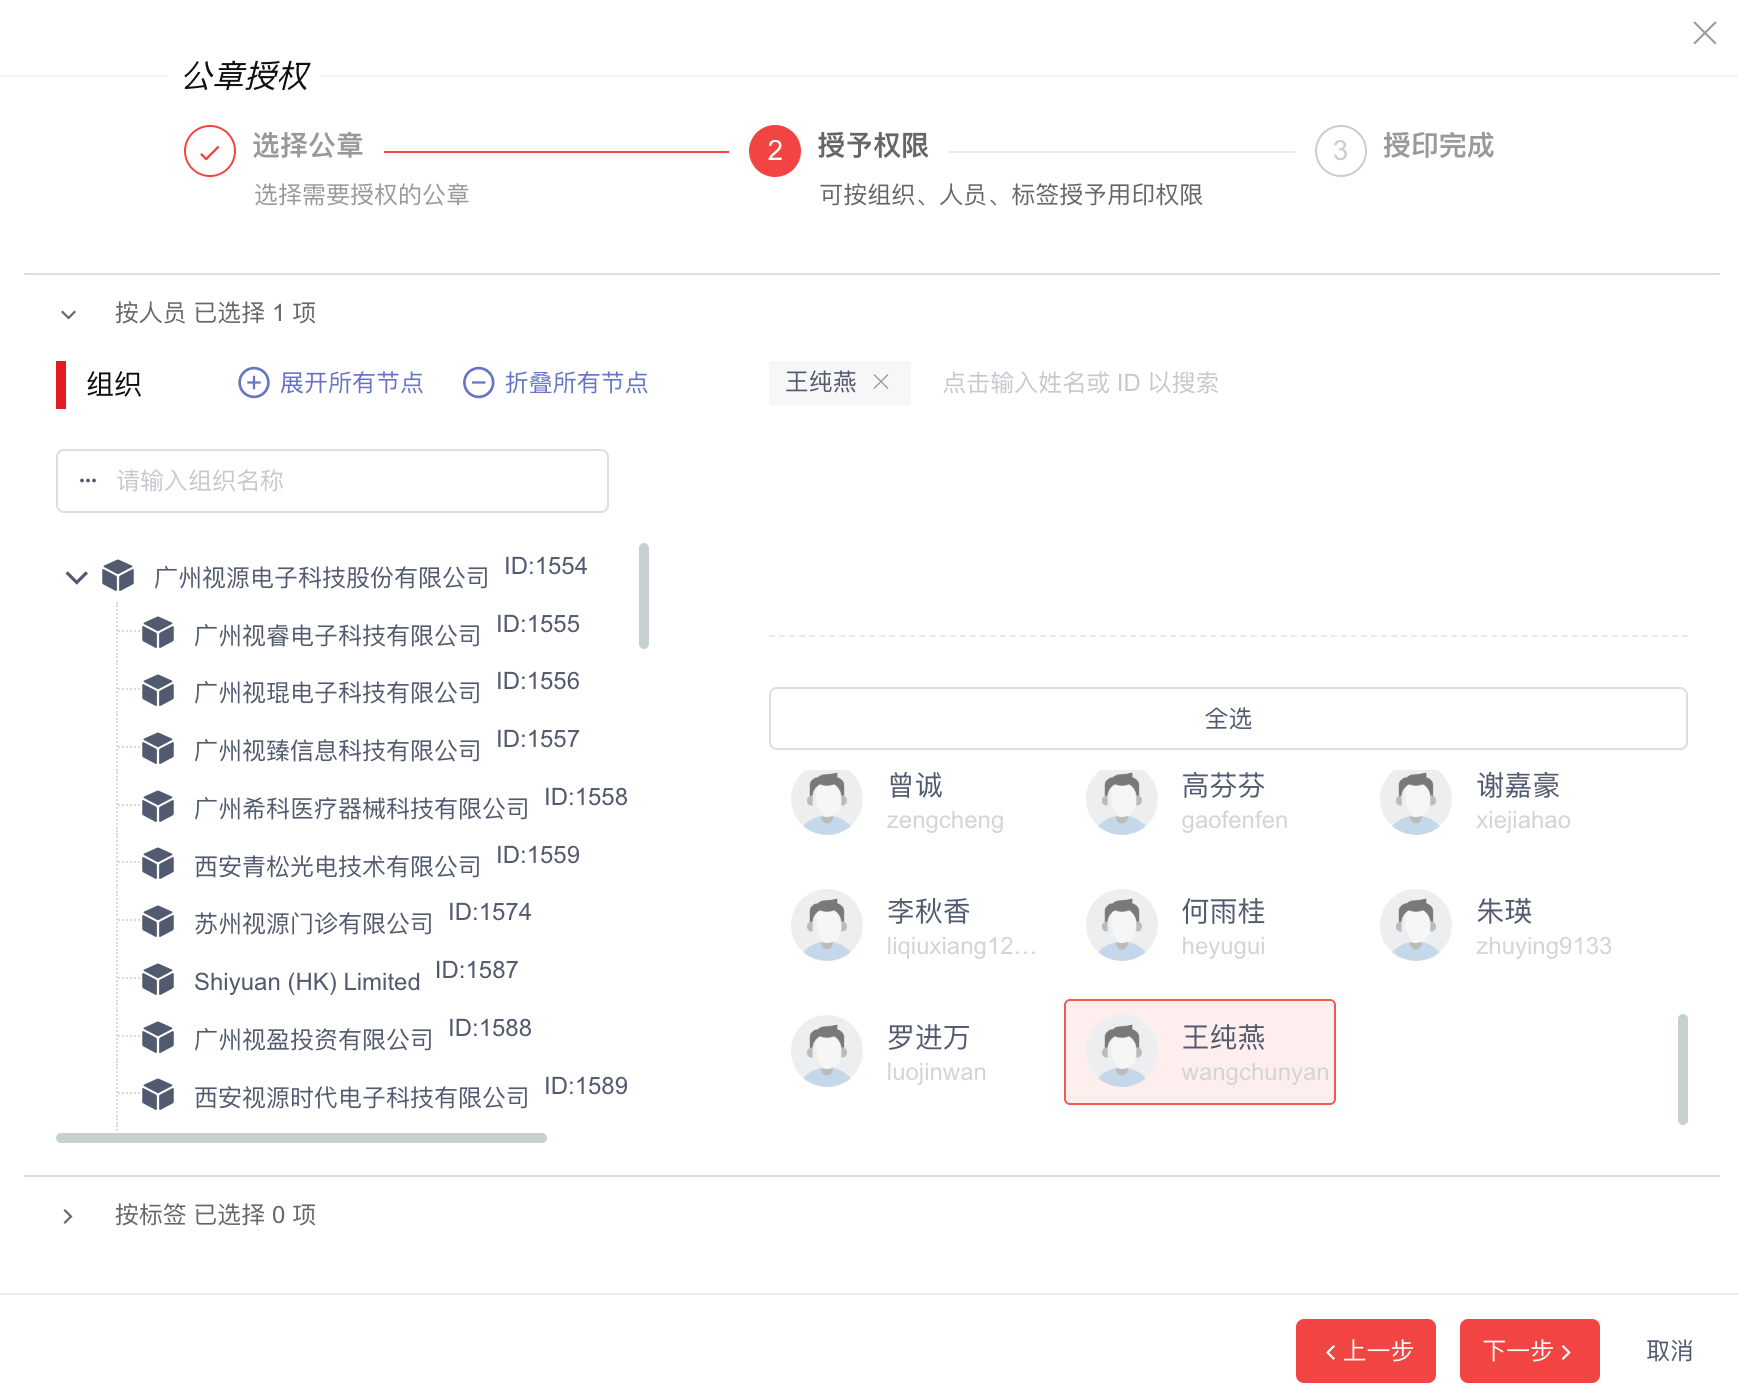 公章授权
选择公章
选择需要授权的公章
2
授予权限
可按组织、人员、标签授予用印权限
3
授印完成
按人员 已选择 1 项
组织
展开所有节点
折叠所有节点
请输入组织名称
广州视源电子科技股份有限公司 ID:1554
广州视睿电子科技有限公司 ID:1555
广州视琨电子科技有限公司 ID:1556
广州视臻信息科技有限公司 ID:1557
广州希科医疗器械科技有限公司 ID:1558
西安青松光电技术有限公司 ID:1559
苏州视源门诊有限公司 ID:1574
Shiyuan (HK) Limited ID:1587
广州视盈投资有限公司 ID:1588
西安视源时代电子科技有限公司 ID:1589
王纯燕
点击输入姓名或 ID 以搜索
全选
曾诚
zengcheng
高芬芬
gaofenfen
谢嘉豪
xiejiahao
李秋香
liqiuxiang12...
何雨桂
heyugui
朱瑛
zhuying9133
罗进万
luojinwan
王纯燕
wangchunyan
按标签 已选择 0 项
上一步
下一步
取消